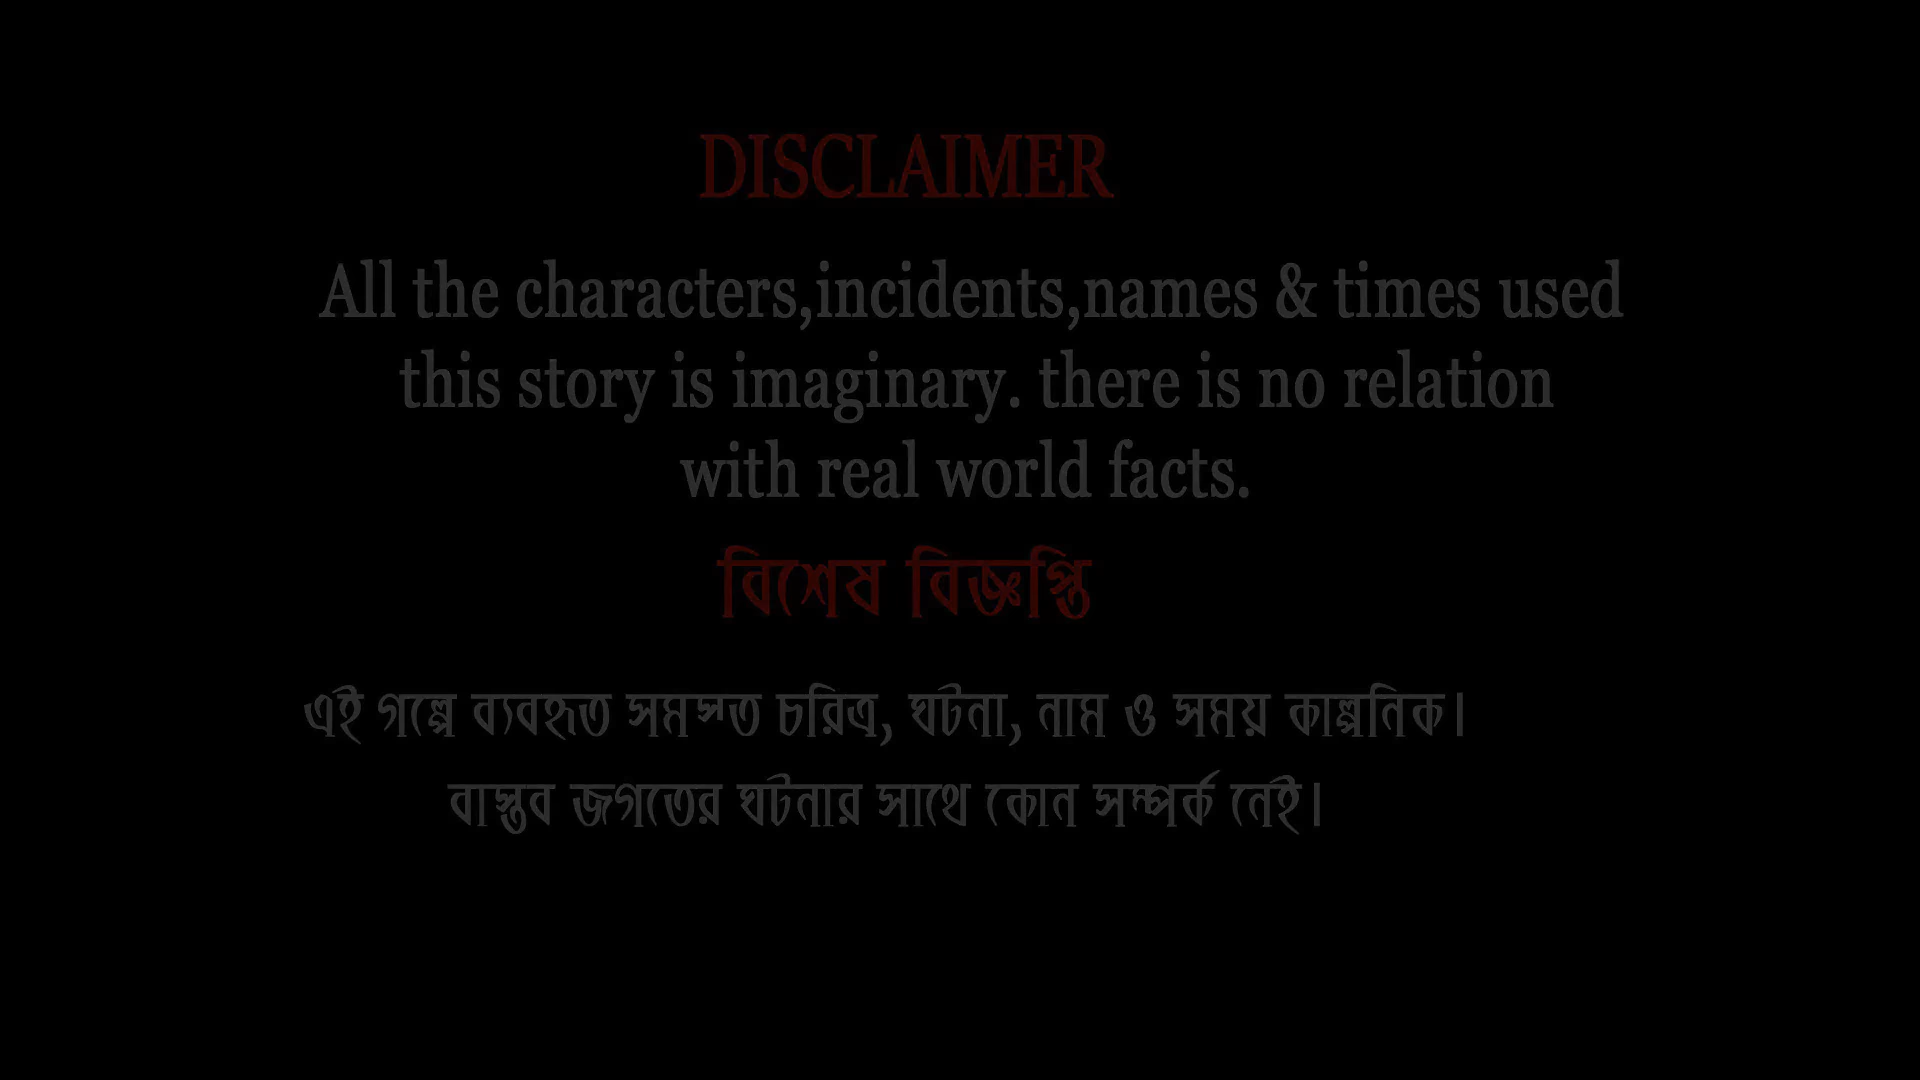 DISCLAIMER
All the characters,incidents,names & times used
this story is imaginary. there is no relation
with real world facts.
বিশেষ বিজ্ঞপ্তি
এই গল্পে ব্যবহৃত সমস্ত চরিত্র, ঘটনা, নাম ও সময় কাল্পনিক।
বাস্তব জগতের ঘটনার সাথে কোন সম্পর্ক নেই।